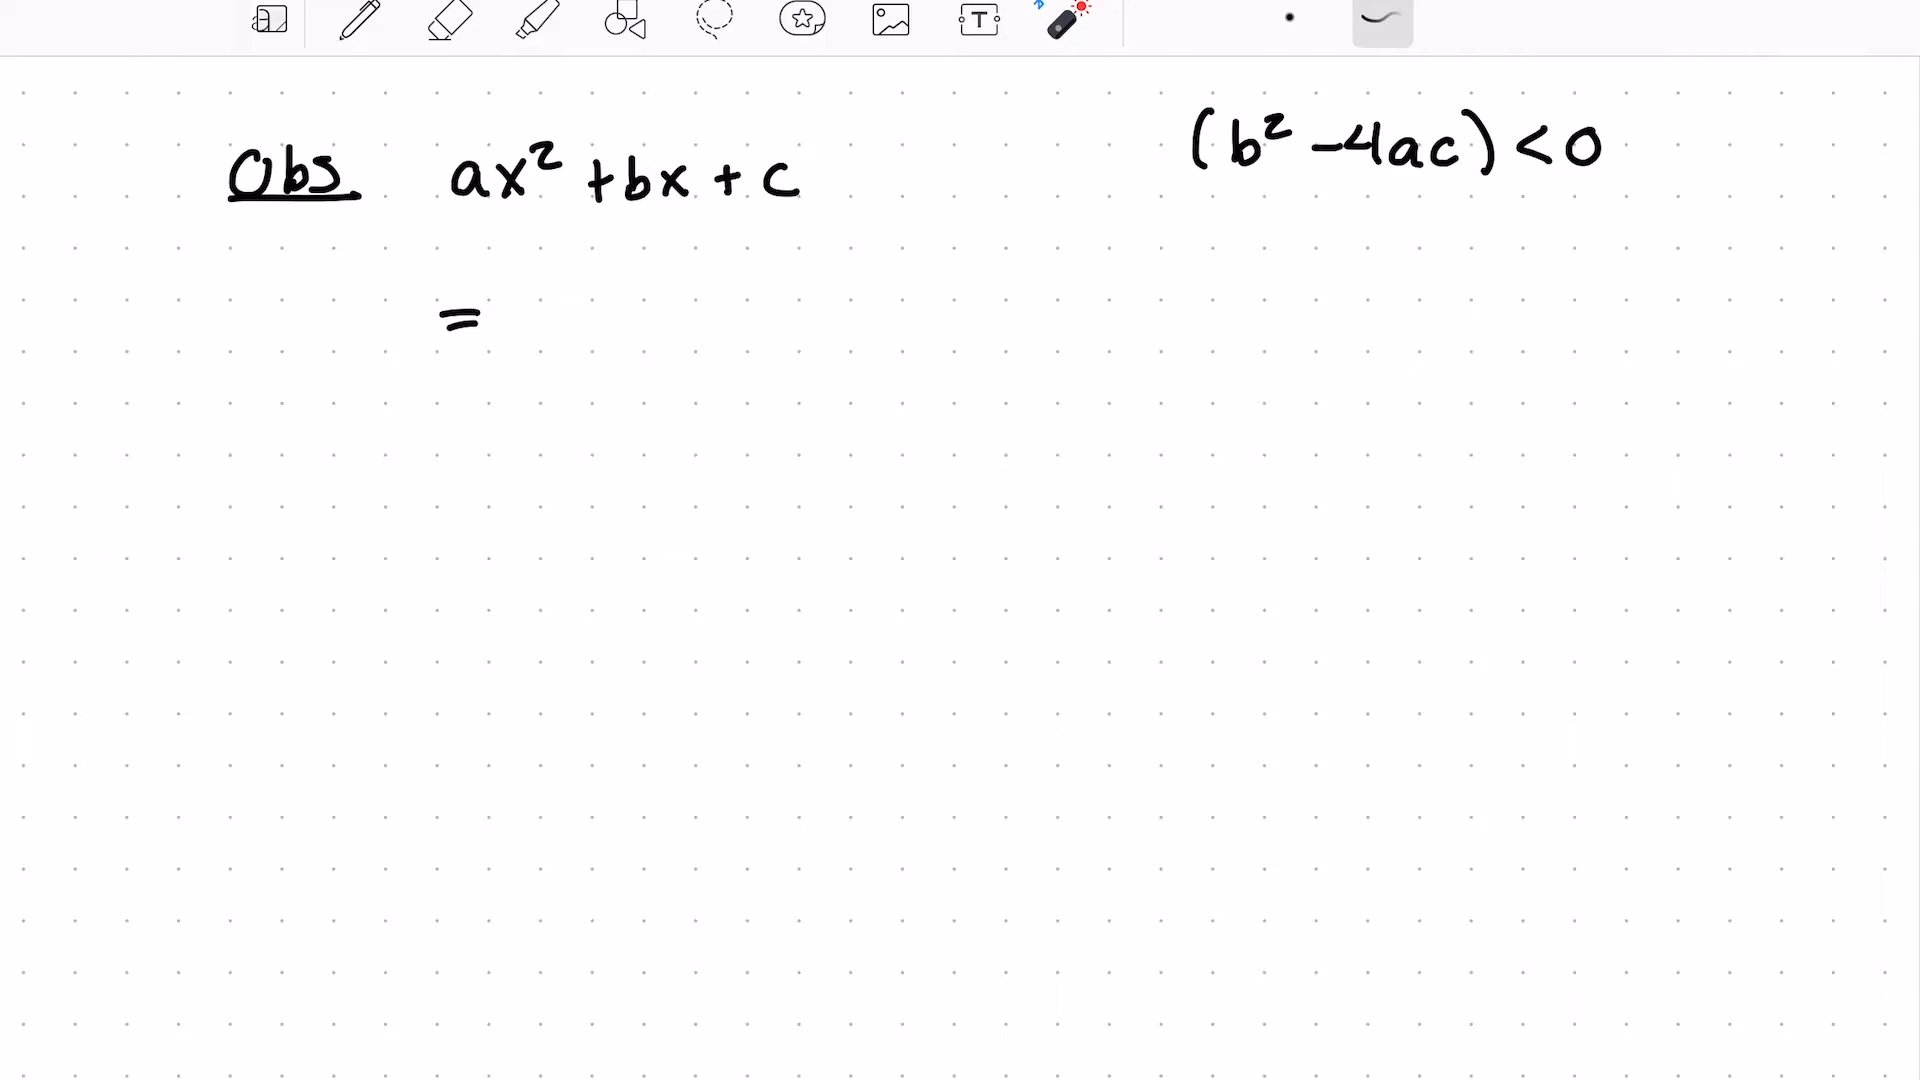 Obs. ax² + bx + c
(b² - 4ac) < 0
=